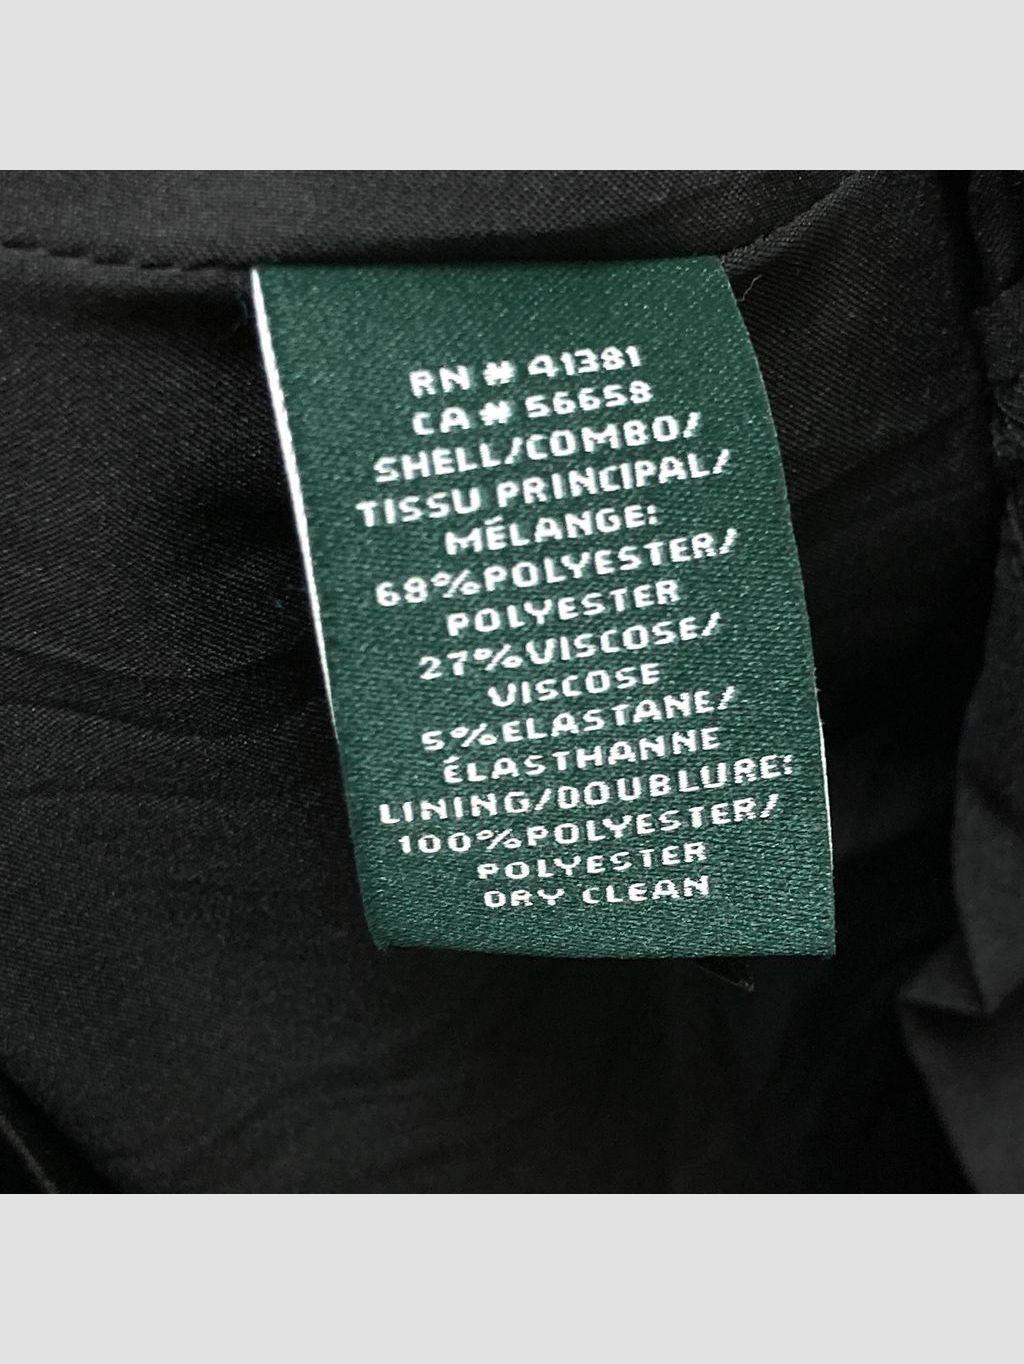 RN # 41381
CA # 56658
SHELL/COMBO/
TISSU PRINCIPAL/
MÉLANGE:
68%POLYESTER/
POLYESTER
27%VISCOSE/
VISCOSE
5%ELASTANE/
ÉLASTHANNE
LINING/DOUBLURE:
100%POLYESTER/
POLYESTER
DRY CLEAN